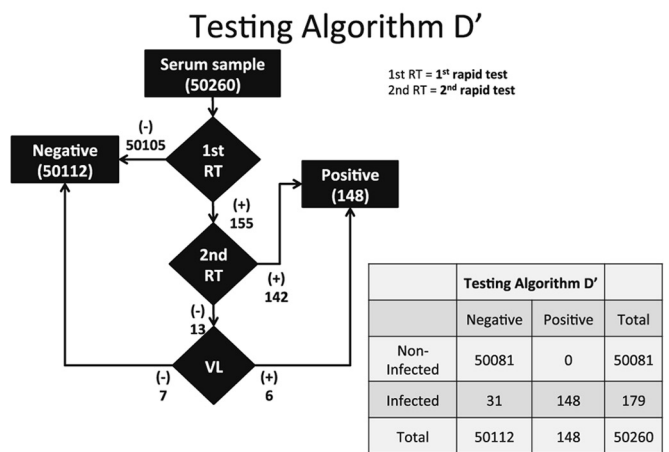 Testing Algorithm D’
Serum sample
(50260)
1st RT = 1st rapid test
2nd RT = 2nd rapid test
(-)
50105
Negative
(50112)
1st
RT
Positive
(148)
(+)
155
2nd
RT
(+)
142
(-)
13
VL
(-)
7
(+)
6
Testing Algorithm D’
Negative Positive Total
Non-
Infected 50081 0 50081
Infected 31 148 179
Total 50112 148 50260